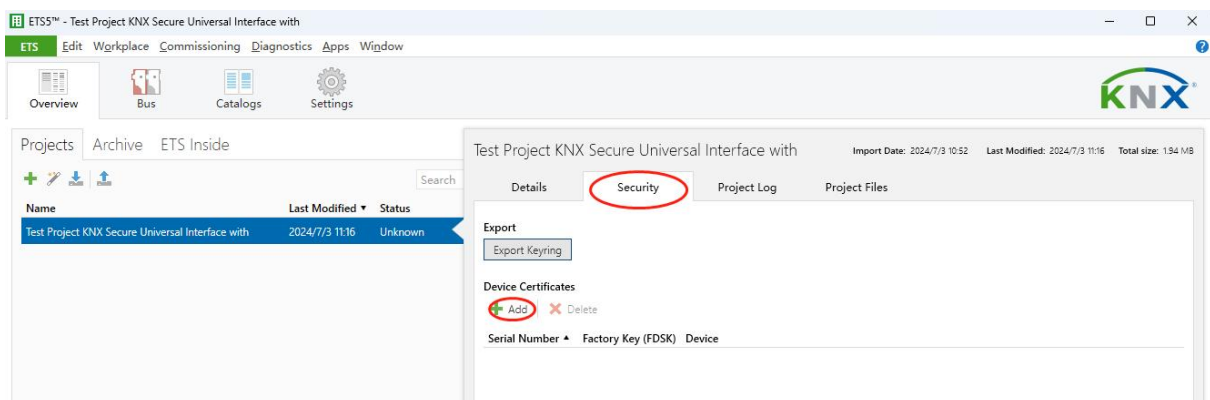 ETS5™ - Test Project KNX Secure Universal Interface with
ETS Edit Workplace Commissioning Diagnostics Apps Window
Overview Bus Catalogs Settings
KNX®
Projects Archive ETS Inside
Search
Name Last Modified Status
Test Project KNX Secure Universal Interface with 2024/7/3 11:16 Unknown
Test Project KNX Secure Universal Interface with Import Date: 2024/7/3 10:52 Last Modified: 2024/7/3 11:16 Total size: 1.94 MB
Details Security Project Log Project Files
Export
Export Keyring
Device Certificates
Add Delete
Serial Number Factory Key (FDSK) Device